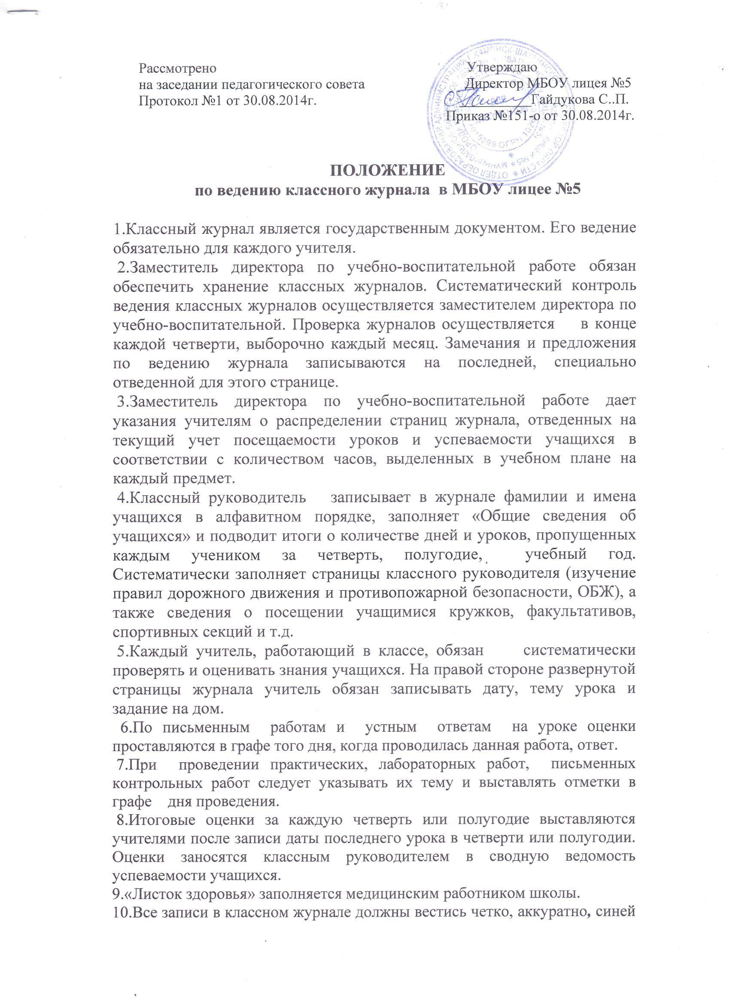 Рассмотрено
Утверждаю
на заседании педагогического совета
Директор МБОУ лицея №5
Протокол №1 от 30.08.2014г.
Гайдукова С..П.
Приказ №151-о от 30.08.2014г.
ПОЛОЖЕНИЕ
по ведению классного журнала в МБОУ лицее №5
1.Классный журнал является государственным документом. Его ведение
обязательно для каждого учителя.
2.Заместитель директора по учебно-воспитательной работе обязан
обеспечить хранение классных журналов. Систематический контроль
ведения классных журналов осуществляется заместителем директора по
учебно-воспитательной. Проверка журналов осуществляется в конце
каждой четверти, выборочно каждый месяц. Замечания и предложения
по ведению журнала записываются на последней, специально
отведенной для этого странице.
3.Заместитель директора по учебно-воспитательной работе дает
указания учителям о распределении страниц журнала, отведенных на
текущий учет посещаемости уроков и успеваемости учащихся в
соответствии с количеством часов, выделенных в учебном плане на
каждый предмет.
4.Классный руководитель записывает в журнале фамилии и имена
учащихся в алфавитном порядке, заполняет «Общие сведения об
учащихся» и подводит итоги о количестве дней и уроков, пропущенных
каждым учеником за четверть, полугодие, учебный год.
Систематически заполняет страницы классного руководителя (изучение
правил дорожного движения и противопожарной безопасности, ОБЖ), а
также сведения о посещении учащимися кружков, факультативов,
спортивных секций и т.д.
5.Каждый учитель, работающий в классе, обязан систематически
проверять и оценивать знания учащихся. На правой стороне развернутой
страницы журнала учитель обязан записывать дату, тему урока и
задание на дом.
6.По письменным работам и устным ответам на уроке оценки
проставляются в графе того дня, когда проводилась данная работа, ответ.
7.При проведении практических, лабораторных работ, письменных
контрольных работ следует указывать их тему и выставлять отметки в
графе дня проведения.
8.Итоговые оценки за каждую четверть или полугодие выставляются
учителями после записи даты последнего урока в четверти или полугодии.
Оценки заносятся классным руководителем в сводную ведомость
успеваемости учащихся.
9.«Листок здоровья» заполняется медицинским работником школы.
10.Все записи в классном журнале должны вестись четко, аккуратно, синей